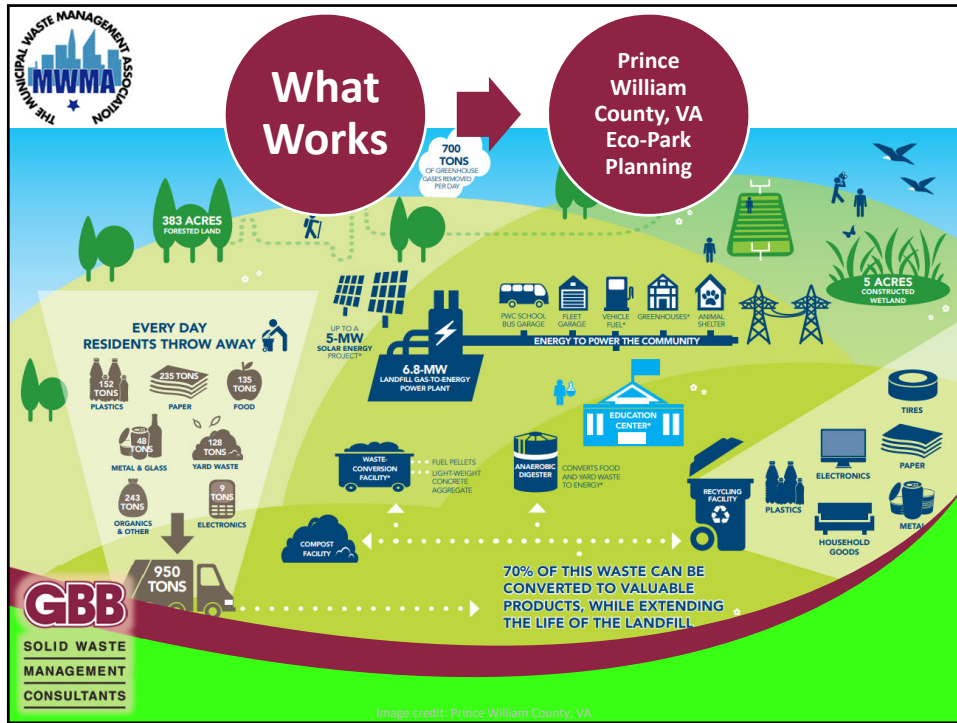 THE MUNICIPAL WASTE MANAGEMENT ASSOCIATION
MWMA
What
Works
Prince
William
County, VA
Eco-Park
Planning
700
TONS
OF GREENHOUSE
GASES REMOVED
PER DAY
383 ACRES
FORESTED LAND
5 ACRES
CONSTRUCTED
WETLAND
EVERY DAY
RESIDENTS THROW AWAY
152
TONS
PLASTICS
235 TONS
PAPER
135
TONS
FOOD
48
TONS
METAL & GLASS
128
TONS
YARD WASTE
243
TONS
ORGANICS
& OTHER
9
TONS
ELECTRONICS
950
TONS
UP TO A
5-MW
SOLAR ENERGY
PROJECT*
6.8-MW
LANDFILL GAS-TO-ENERGY
POWER PLANT
PWC SCHOOL
BUS GARAGE
FLEET
GARAGE
VEHICLE
FUEL*
GREENHOUSES*
ANIMAL
SHELTER
ENERGY TO POWER THE COMMUNITY
EDUCATION
CENTER*
WASTE-
CONVERSION
FACILITY*
FUEL PELLETS
LIGHT-WEIGHT
CONCRETE
AGGREGATE
ANAEROBIC
DIGESTER
CONVERTS FOOD
AND YARD WASTE
TO ENERGY*
RECYCLING
FACILITY
COMPOST
FACILITY
TIRES
ELECTRONICS
PAPER
PLASTICS
METAL
HOUSEHOLD
GOODS
70% OF THIS WASTE CAN BE
CONVERTED TO VALUABLE
PRODUCTS, WHILE EXTENDING
THE LIFE OF THE LANDFILL
GBB
SOLID WASTE
MANAGEMENT
CONSULTANTS
Image credit: Prince William County, VA